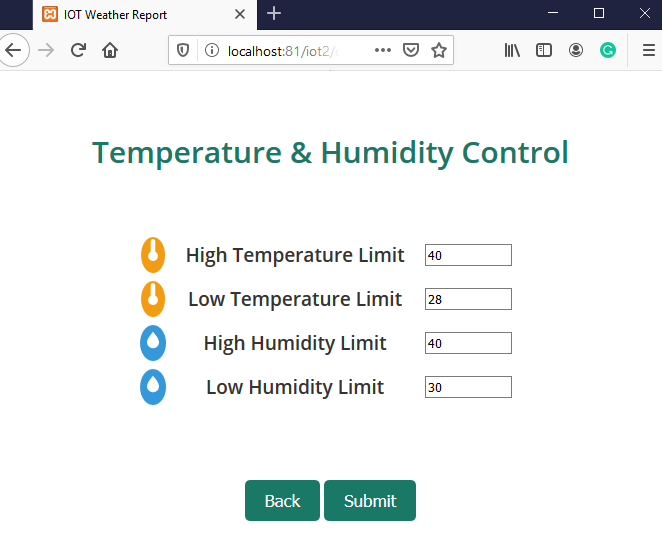 IOT Weather Report
localhost:81/iot2/
Temperature & Humidity Control
High Temperature Limit 40
Low Temperature Limit 28
High Humidity Limit 40
Low Humidity Limit 30
Back Submit